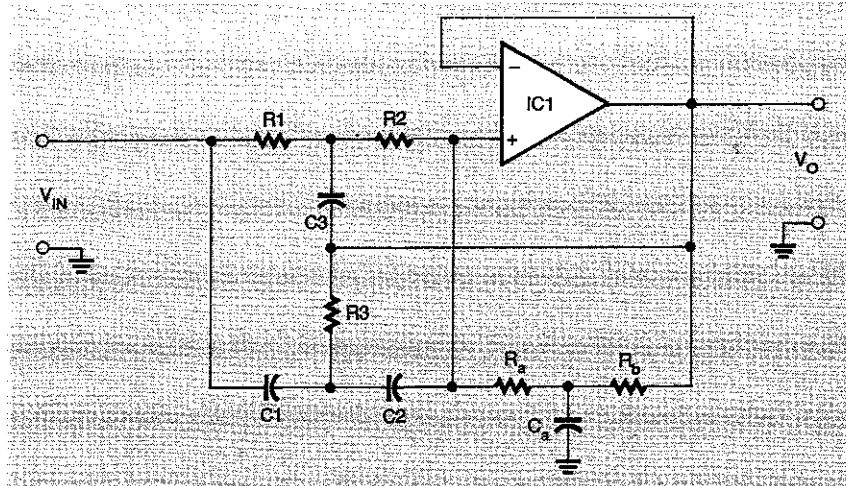 −
IC1
+
R1
R2
V_IN
V_O
C3
R3
R_a
R_b
C1
C2
C_a